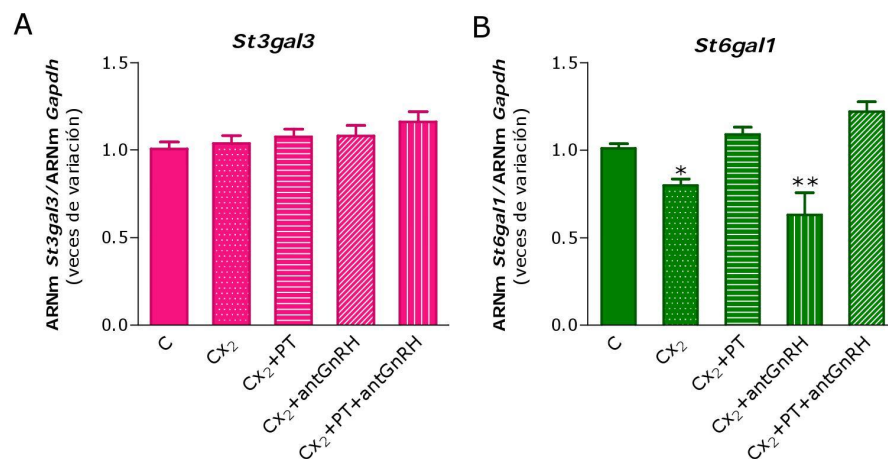 A
St3gal3
ARNm St3gal3/ARNm Gapdh
(veces de variación)
1.5
1.0
0.5
0.0
C
Cx₂
Cx₂+PT
Cx₂+antGnRH
Cx₂+PT+antGnRH
B
St6gal1
ARNm St6gal1/ARNm Gapdh
(veces de variación)
1.5
1.0
0.5
0.0
*
**
C
Cx₂
Cx₂+PT
Cx₂+antGnRH
Cx₂+PT+antGnRH